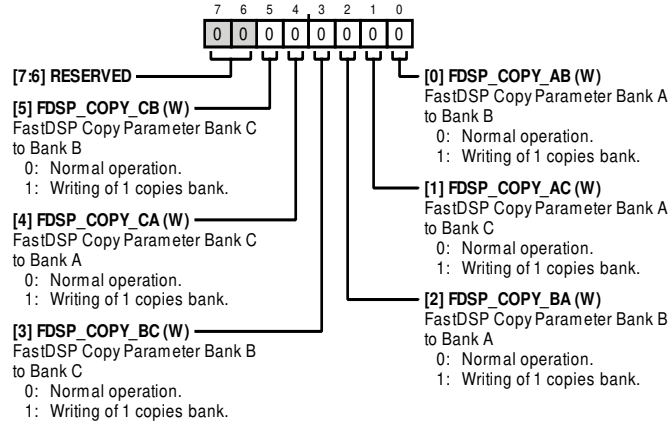 7 6 5 4 3 2 1 0
0 0 0 0 0 0 0 0
[7:6] RESERVED
[5] FDSP_COPY_CB (W)
FastDSP Copy Parameter Bank C
to Bank B
0: Normal operation.
1: Writing of 1 copies bank.
[4] FDSP_COPY_CA (W)
FastDSP Copy Parameter Bank C
to Bank A
0: Normal operation.
1: Writing of 1 copies bank.
[3] FDSP_COPY_BC (W)
FastDSP Copy Parameter Bank B
to Bank C
0: Normal operation.
1: Writing of 1 copies bank.
[0] FDSP_COPY_AB (W)
FastDSP Copy Parameter Bank A
to Bank B
0: Normal operation.
1: Writing of 1 copies bank.
[1] FDSP_COPY_AC (W)
FastDSP Copy Parameter Bank A
to Bank C
0: Normal operation.
1: Writing of 1 copies bank.
[2] FDSP_COPY_BA (W)
FastDSP Copy Parameter Bank B
to Bank A
0: Normal operation.
1: Writing of 1 copies bank.